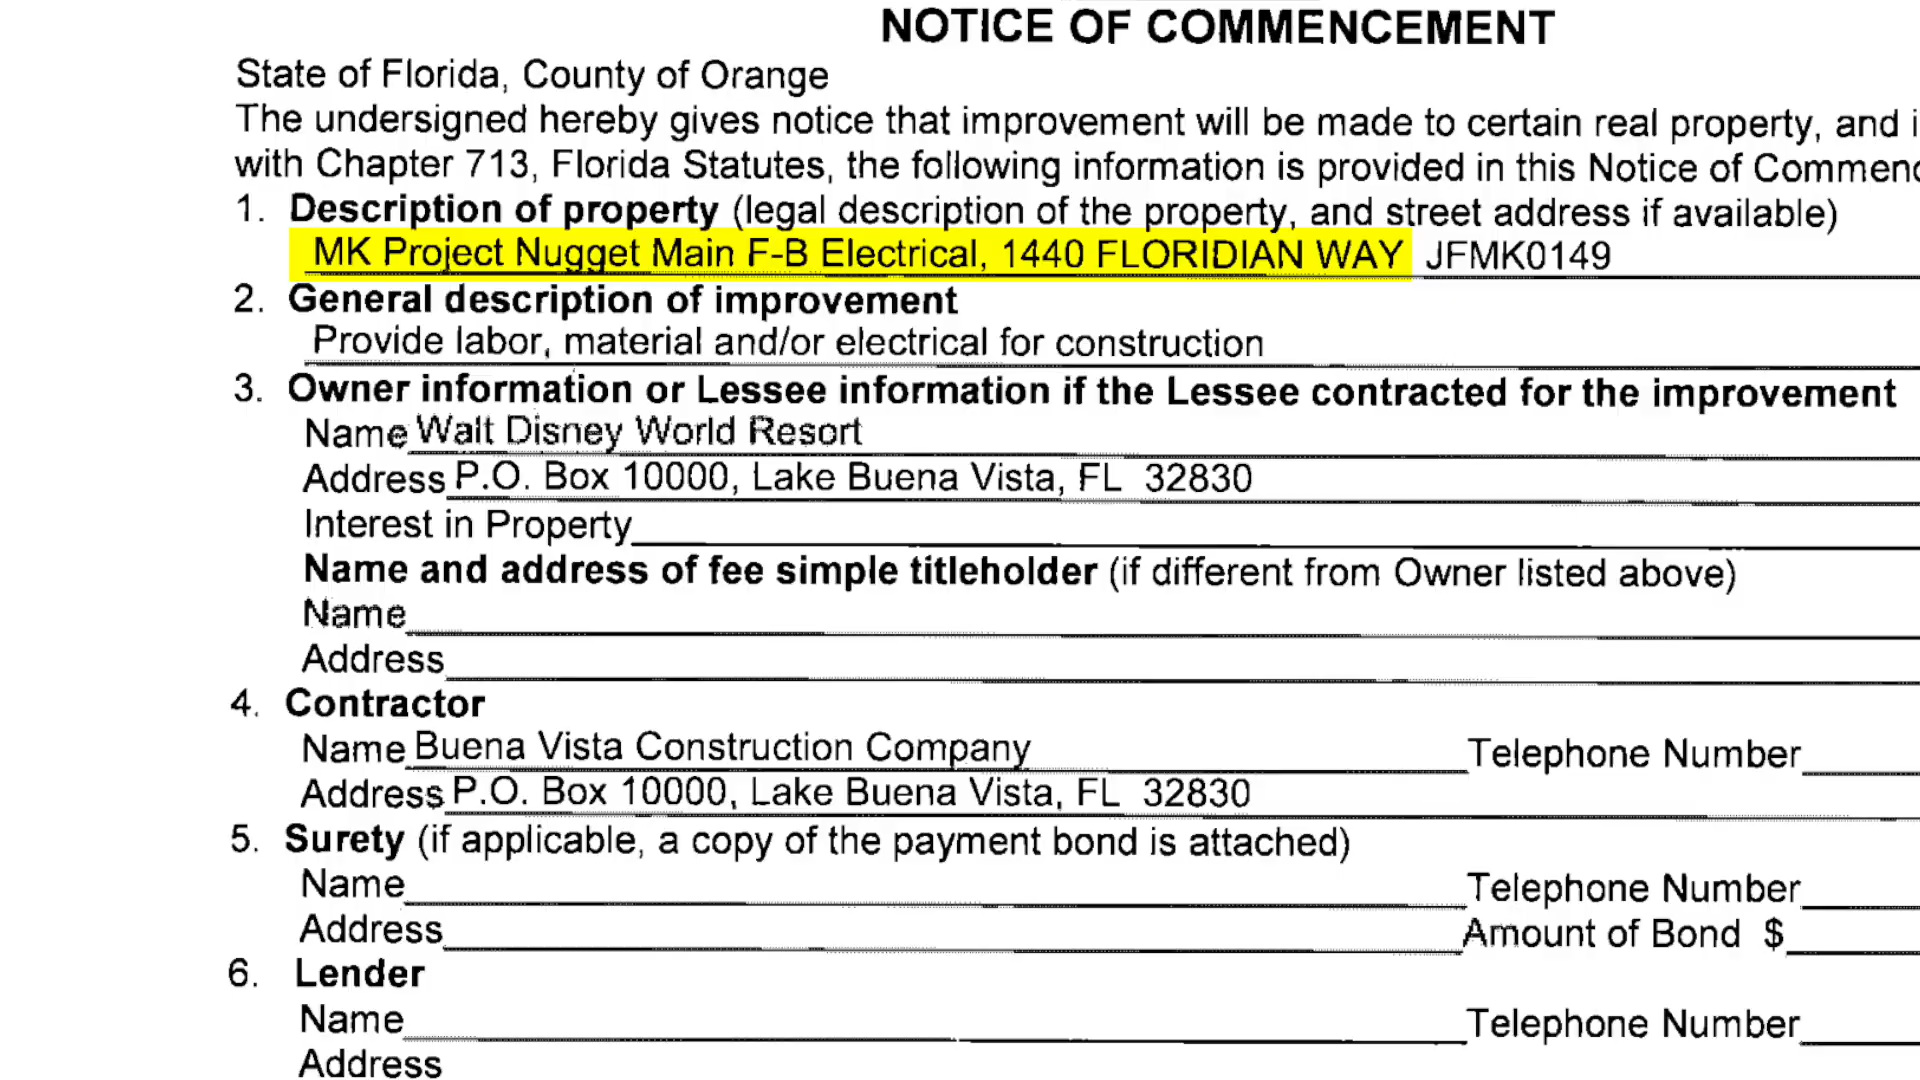 NOTICE OF COMMENCEMENT
State of Florida, County of Orange
The undersigned hereby gives notice that improvement will be made to certain real property, and i
with Chapter 713, Florida Statutes, the following information is provided in this Notice of Commenc
1. Description of property (legal description of the property, and street address if available)
MK Project Nugget Main F-B Electrical, 1440 FLORIDIAN WAY JFMK0149
2. General description of improvement
Provide labor, material and/or electrical for construction
3. Owner information or Lessee information if the Lessee contracted for the improvement
Name Walt Disney World Resort
Address P.O. Box 10000, Lake Buena Vista, FL 32830
Interest in Property
Name and address of fee simple titleholder (if different from Owner listed above)
Name
Address
4. Contractor
Name Buena Vista Construction Company Telephone Number
Address P.O. Box 10000, Lake Buena Vista, FL 32830
5. Surety (if applicable, a copy of the payment bond is attached)
Name Telephone Number
Address Amount of Bond $
6. Lender
Name Telephone Number
Address